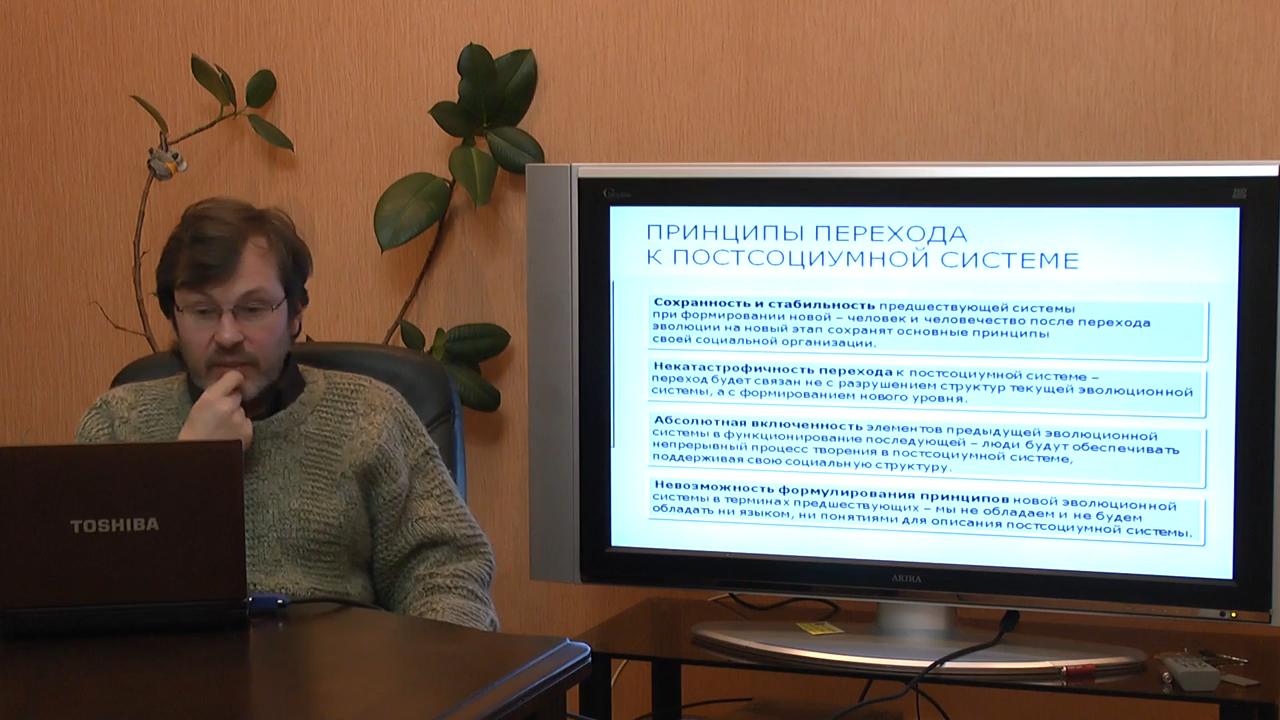 ПРИНЦИПЫ ПЕРЕХОДА
К ПОСТСОЦИУМНОЙ СИСТЕМЕ
Сохранность и стабильность предшествующей системы
при формировании новой – человек и человечество после перехода
эволюции на новый этап сохранят основные принципы
своей социальной организации.
Некатастрофичность перехода к постсоциумной системе –
переход будет связан не с разрушением структур текущей эволюционной
системы, а с формированием нового уровня.
Абсолютная включенность элементов предыдущей эволюционной
системы в функционирование последующей – люди будут обеспечивать
непрерывный процесс творения в постсоциумной системе,
поддерживая свою социальную структуру.
Невозможность формулирования принципов новой эволюционной
системы в терминах предшествующих – мы не обладаем и не будем
обладать ни языком, ни понятиями для описания постсоциумной системы.
TOSHIBA
AKIRA